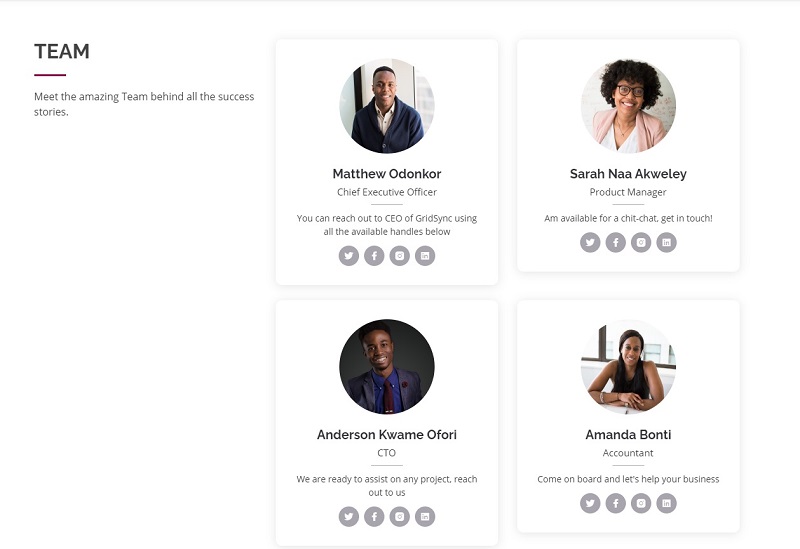 TEAM
Meet the amazing Team behind all the success
stories.
Matthew Odonkor
Chief Executive Officer
You can reach out to CEO of GridSync using
all the available handles below
Sarah Naa Akweley
Product Manager
Am available for a chit-chat, get in touch!
Anderson Kwame Ofori
CTO
We are ready to assist on any project, reach
out to us
Amanda Bonti
Accountant
Come on board and let's help your business